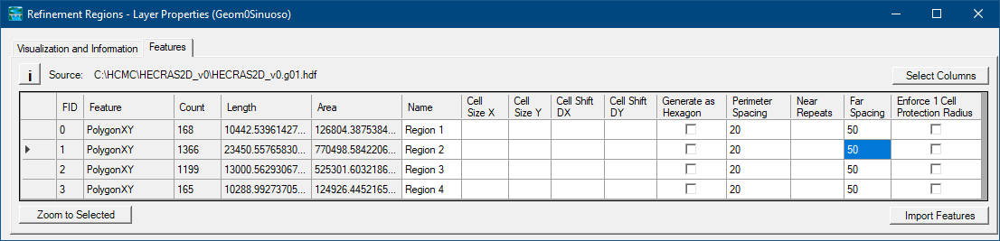 Refinement Regions - Layer Properties (Geom0Sinuoso)
Visualization and Information Features
i Source: C:\HCMC\HECRAS2D_v0\HECRAS2D_v0.g01.hdf Select Columns
FID Feature Count Length Area Name Cell Size X Cell Size Y Cell Shift DX Cell Shift DY Generate as Hexagon Perimeter Spacing Near Repeats Far Spacing Enforce 1 Cell Protection Radius
0 PolygonXY 168 10442.53961427... 126804.3875384... Region 1 20 50
1 PolygonXY 1366 23450.55765830... 770498.5842206... Region 2 20 50
2 PolygonXY 1199 13000.56293067... 525301.6032186... Region 3 20 50
3 PolygonXY 165 10288.99273705... 124926.4452165... Region 4 20 50
Zoom to Selected Import Features